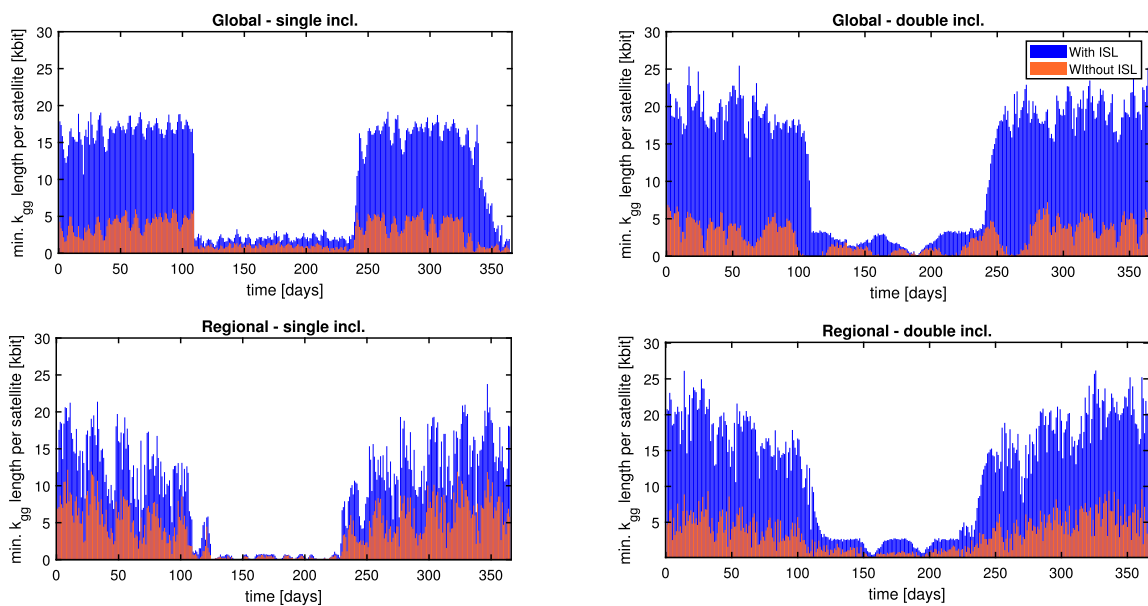 Global - single incl.
min. k_gg length per satellite [kbit]
30
25
20
15
10
5
0
0 50 100 150 200 250 300 350
time [days]
Global - double incl.
With ISL
WIthout ISL
min. k_gg length per satellite [kbit]
30
25
20
15
10
5
0
0 50 100 150 200 250 300 350
time [days]
Regional - single incl.
min. k_gg length per satellite [kbit]
30
25
20
15
10
5
0
0 50 100 150 200 250 300 350
time [days]
Regional - double incl.
min. k_gg length per satellite [kbit]
30
25
20
15
10
5
0 50 100 150 200 250 300 350
time [days]